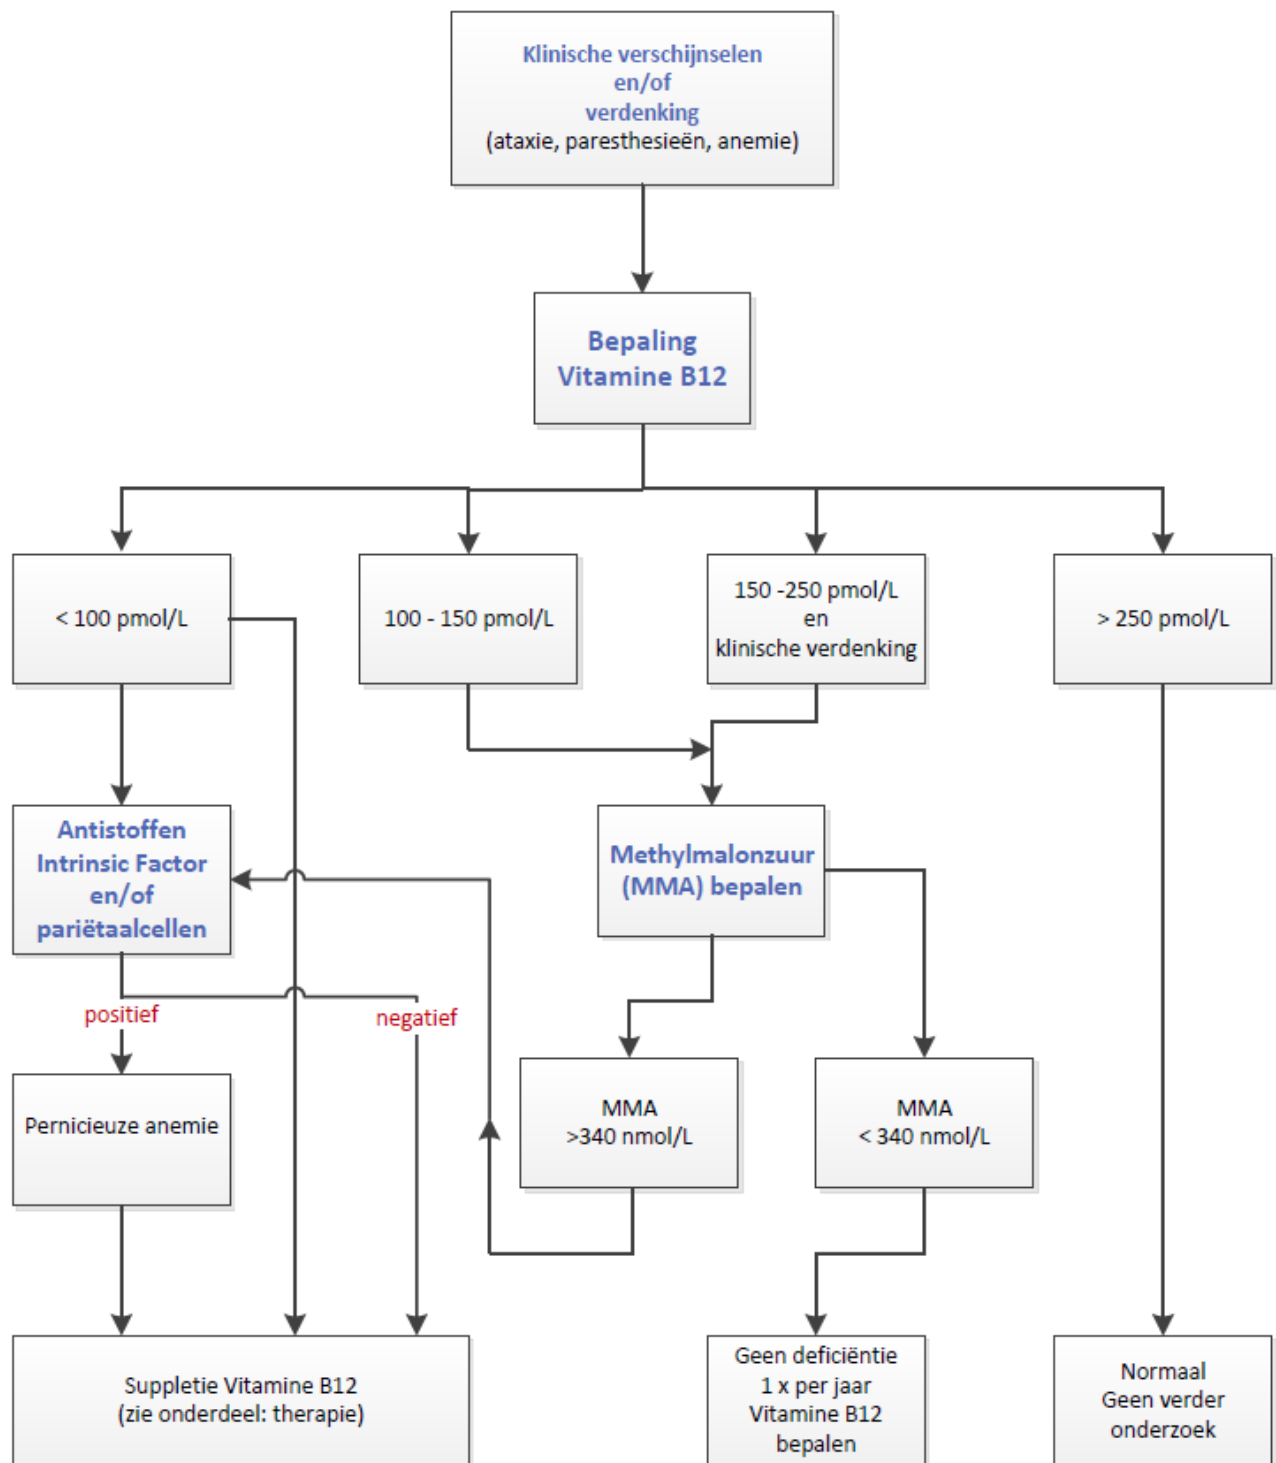 Klinische verschijnselen
en/of
verdenking
(ataxie, paresthesieën, anemie)
Bepaling
Vitamine B12
< 100 pmol/L
100 - 150 pmol/L
150 -250 pmol/L
en
klinische verdenking
> 250 pmol/L
Antistoffen
Intrinsic Factor
en/of
pariëtaalcellen
Methylmalonzuur
(MMA) bepalen
positief
negatief
Pernicieuze anemie
MMA
>340 nmol/L
MMA
< 340 nmol/L
Suppletie Vitamine B12
(zie onderdeel: therapie)
Geen deficiëntie
1 x per jaar
Vitamine B12
bepalen
Normaal
Geen verder
onderzoek